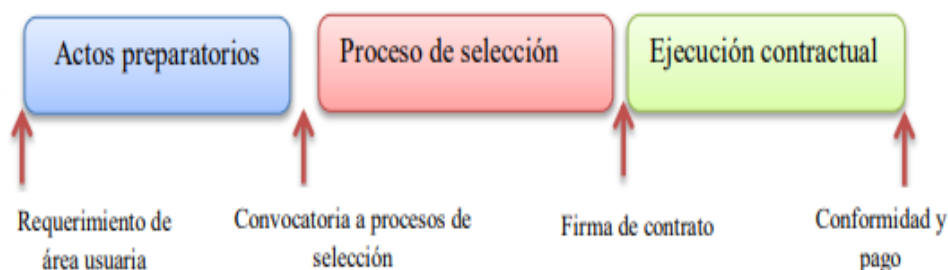 Actos preparatorios
Proceso de selección
Ejecución contractual
Requerimiento de
área usuaria
Convocatoria a procesos de
selección
Firma de contrato
Conformidad y
pago